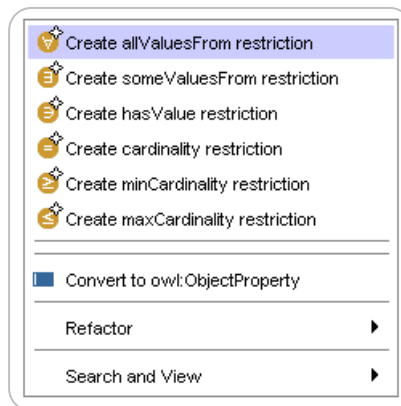 Create allValuesFrom restriction
Create someValuesFrom restriction
Create hasValue restriction
Create cardinality restriction
Create minCardinality restriction
Create maxCardinality restriction
Convert to owl:ObjectProperty
Refactor
Search and View